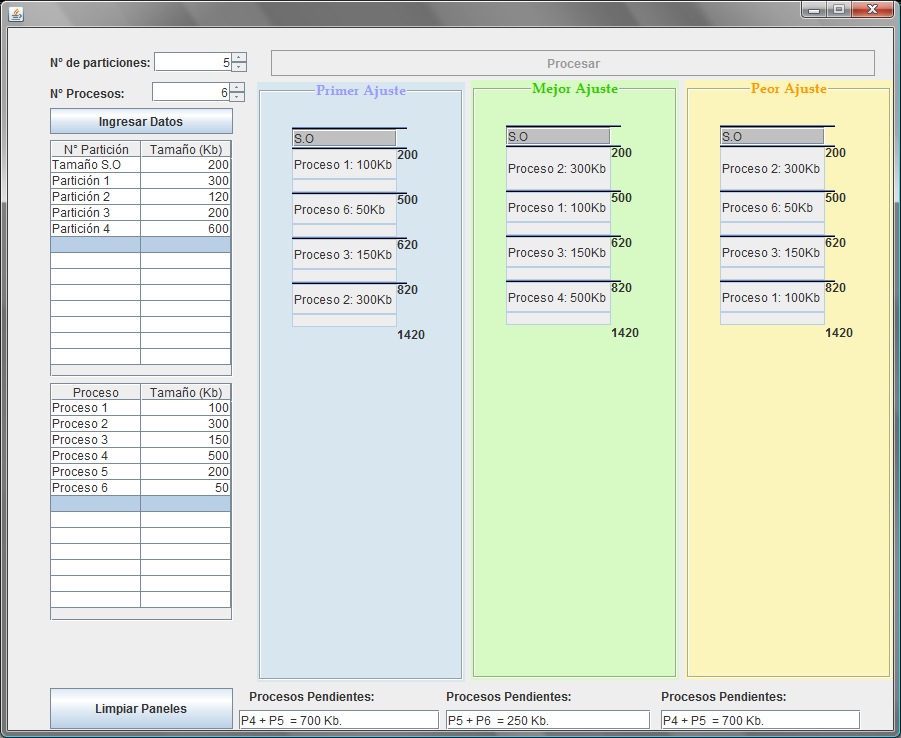 N° de particiones: 5
Procesar
N° Procesos: 6
Ingresar Datos
N° Partición Tamaño (Kb)
Tamaño S.O 200
Partición 1 300
Partición 2 120
Partición 3 200
Partición 4 600
Proceso Tamaño (Kb)
Proceso 1 100
Proceso 2 300
Proceso 3 150
Proceso 4 500
Proceso 5 200
Proceso 6 50
Limpiar Paneles
Primer Ajuste
S.O
200
Proceso 1: 100Kb
500
Proceso 6: 50Kb
620
Proceso 3: 150Kb
820
Proceso 2: 300Kb
1420
Procesos Pendientes:
P4 + P5 = 700 Kb.
Mejor Ajuste
S.O
200
Proceso 2: 300Kb
500
Proceso 1: 100Kb
620
Proceso 3: 150Kb
820
Proceso 4: 500Kb
1420
Procesos Pendientes:
P5 + P6 = 250 Kb.
Peor Ajuste
S.O
200
Proceso 2: 300Kb
500
Proceso 6: 50Kb
620
Proceso 3: 150Kb
820
Proceso 1: 100Kb
1420
Procesos Pendientes:
P4 + P5 = 700 Kb.